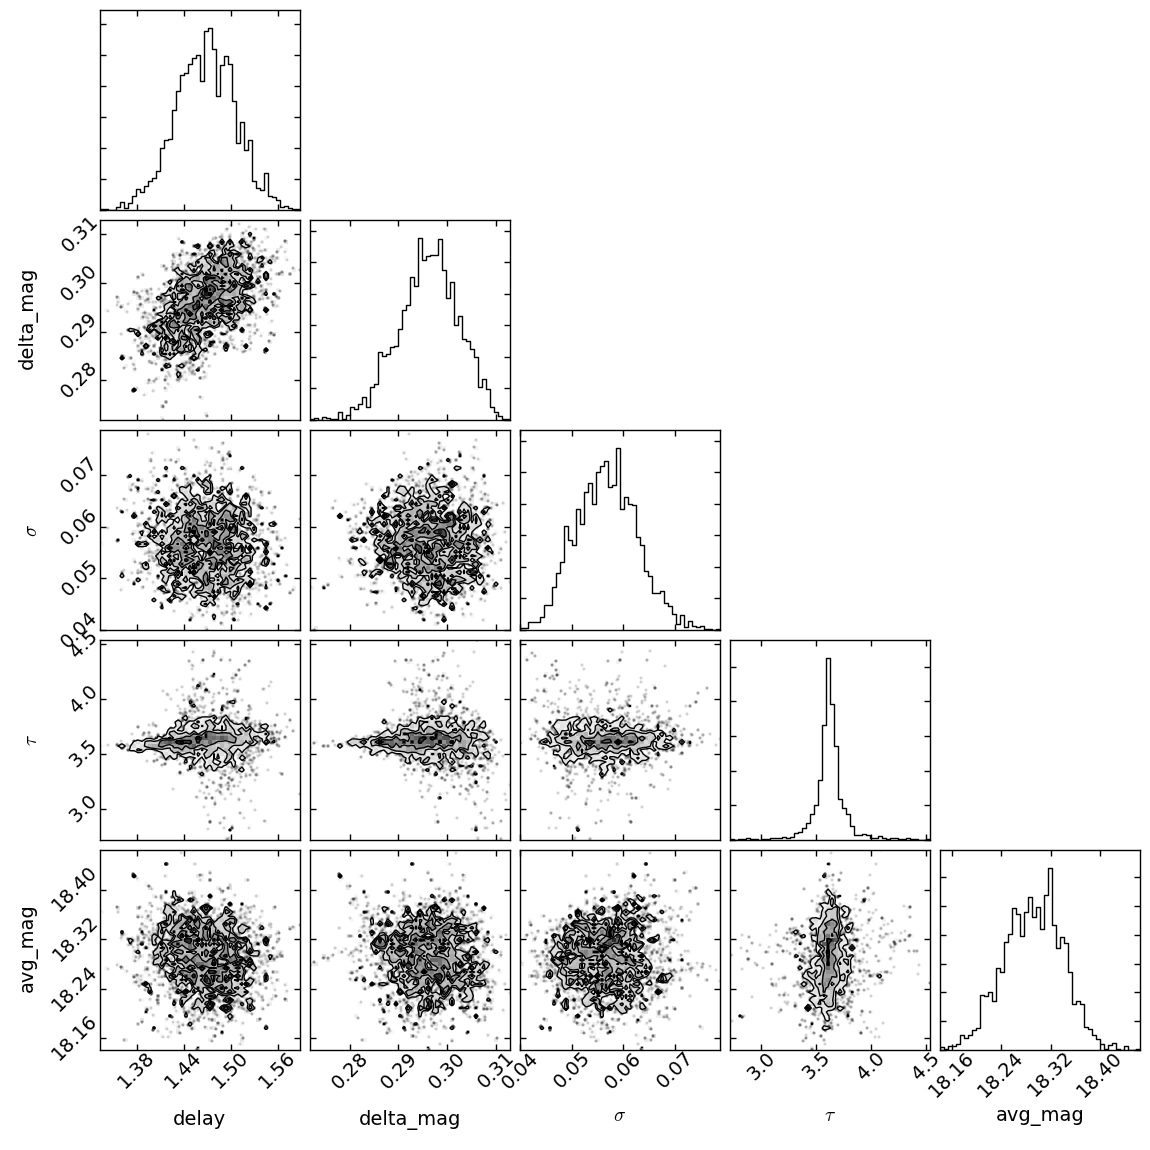 0.31
0.30
0.29
0.28
delta_mag
0.07
0.06
0.05
0.04
σ
4.5
4.0
3.5
3.0
τ
18.40
18.32
18.24
18.16
avg_mag
1.38 1.44 1.50 1.56
0.28 0.29 0.30 0.31
0.04 0.05 0.06 0.07
3.0 3.5 4.0 4.5
18.16 18.24 18.32 18.40
delay delta_mag σ τ avg_mag